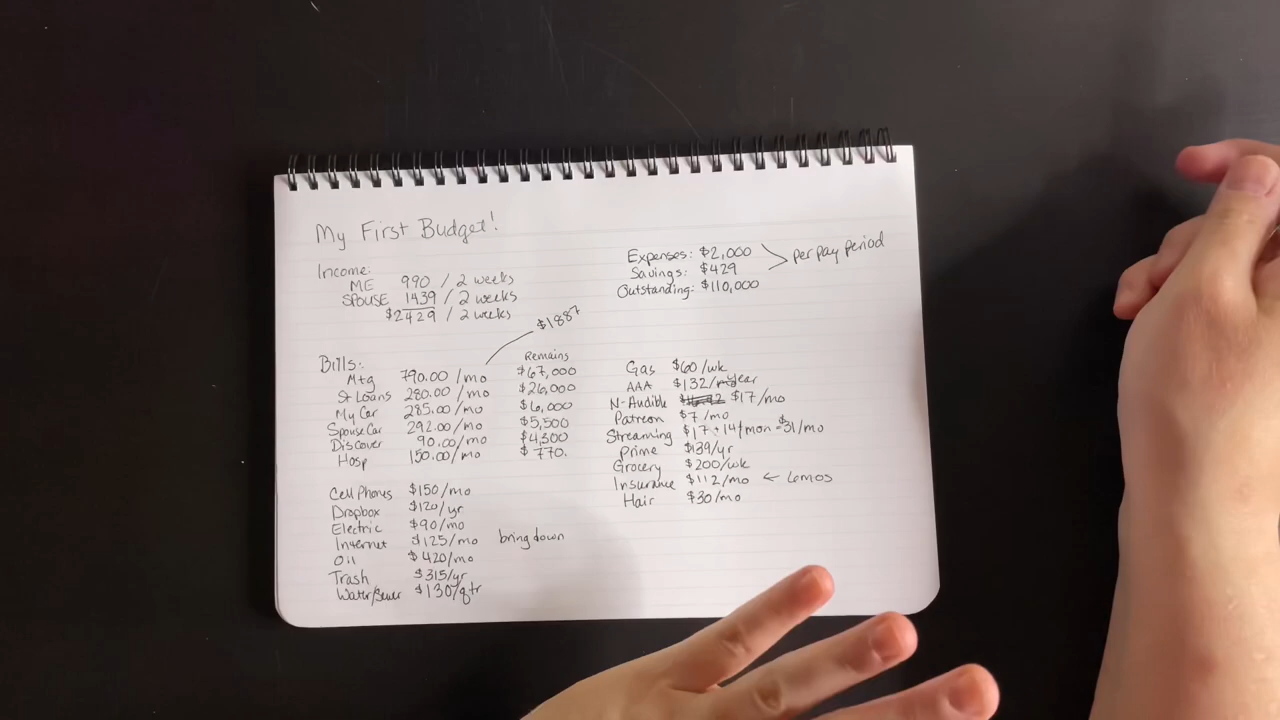 My First Budget!
Income:
ME 990 / 2 weeks
SPOUSE 1439 / 2 weeks
$2429 / 2 weeks
Expenses: $2,000
Savings: $429
Outstanding: $110,000
per pay period
$1887
Bills:
Remains
Mtg 790.00 /mo $67,000
St Loans 280.00 /mo $26,000
My Car 285.00/mo $6,000
Spouse Car 292.00/mo $5,500
Discover 90.00/mo $4,300
Hosp 150.00/mo $770.
Cell Phones $150/mo
Dropbox $120/yr
Electric $90/mo
Internet $125/mo bring down
Oil $420/mo
Trash $315/yr
Water/Sewer $130/qtr
Gas $60/wk
AAA $132/year
N-Audible $17/mo
Patreon $7/mo
Streaming $17+14/mon = $31/mo
Prime $139/yr
Grocery $200/wk
Insurance $112/mo ← 6mos
Hair $30/mo